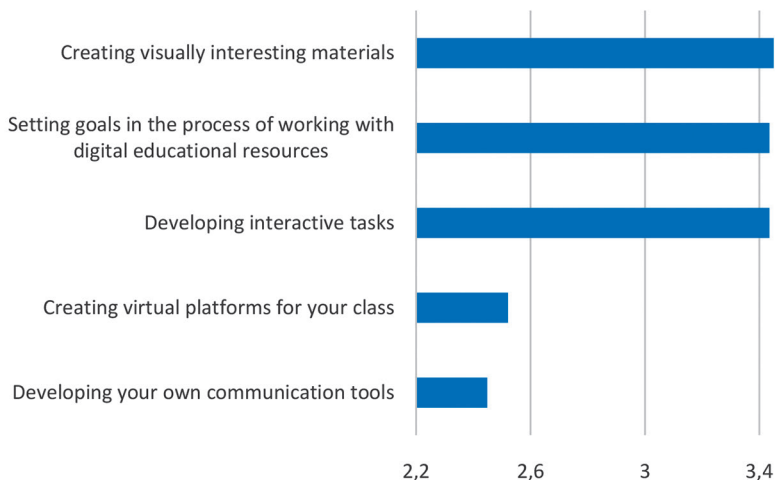 Creating visually interesting materials
Setting goals in the process of working with
digital educational resources
Developing interactive tasks
Creating virtual platforms for your class
Developing your own communication tools
2,2 2,6 3 3,4